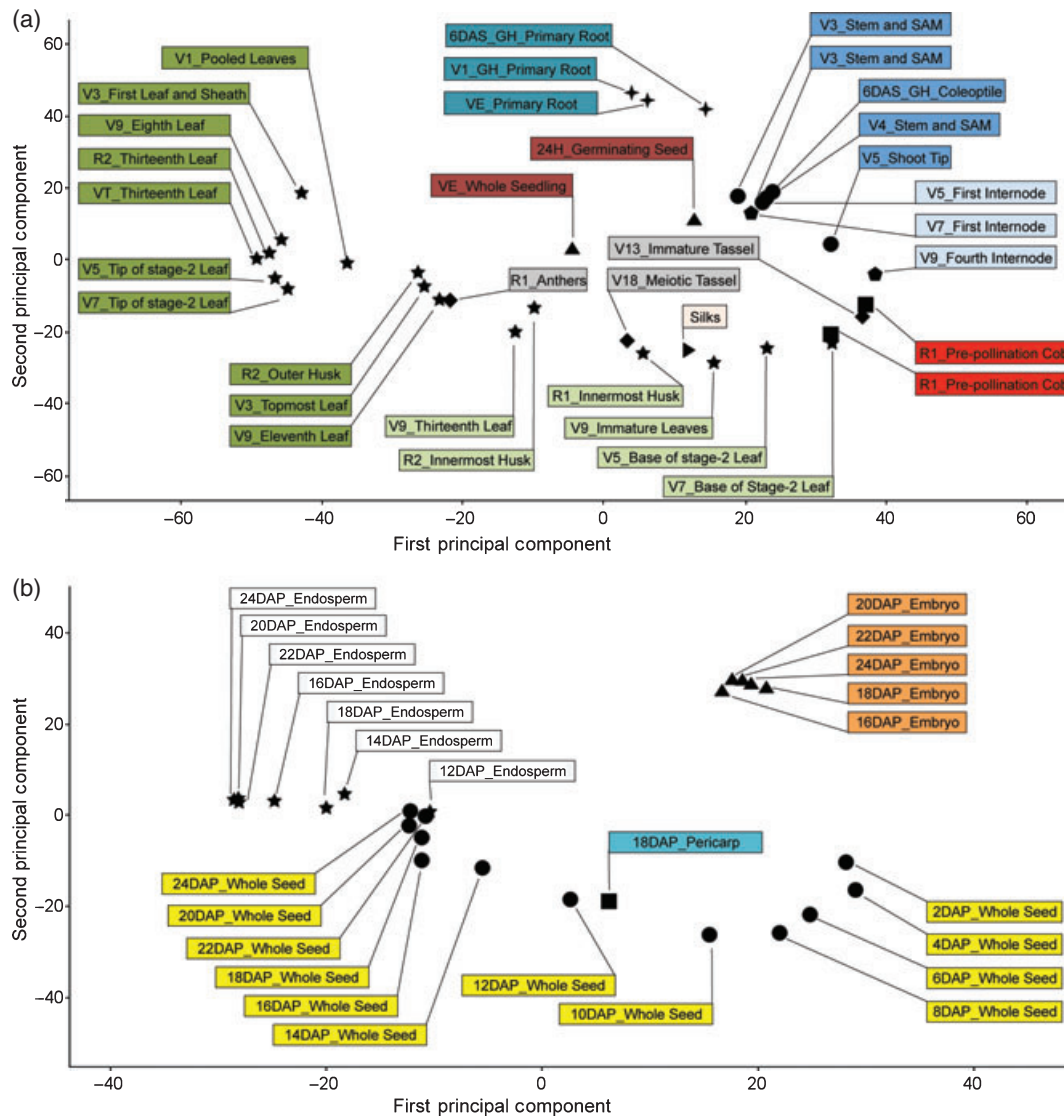 (a)
60
40
20
0
−20
−40
−60
Second principal component
V1_Pooled Leaves
V3_First Leaf and Sheath
V9_Eighth Leaf
R2_Thirteenth Leaf
VT_Thirteenth Leaf
V5_Tip of stage-2 Leaf
V7_Tip of stage-2 Leaf
R2_Outer Husk
V3_Topmost Leaf
V9_Eleventh Leaf
6DAS_GH_Primary Root
V1_GH_Primary Root
VE_Primary Root
24H_Germinating Seed
VE_Whole Seedling
R1_Anthers
V13_Immature Tassel
V18_Meiotic Tassel
Silks
V9_Thirteenth Leaf
R2_Innermost Husk
R1_Innermost Husk
V9_Immature Leaves
V5_Base of stage-2 Leaf
V7_Base of Stage-2 Leaf
V3_Stem and SAM
V3_Stem and SAM
6DAS_GH_Coleoptile
V4_Stem and SAM
V5_Shoot Tip
V5_First Internode
V7_First Internode
V9_Fourth Internode
R1_Pre-pollination Cob
R1_Pre-pollination Cob
−60
−40
−20
0
20
40
60
First principal component
(b)
40
20
0
−20
−40
Second principal component
24DAP_Endosperm
20DAP_Endosperm
22DAP_Endosperm
16DAP_Endosperm
18DAP_Endosperm
14DAP_Endosperm
12DAP_Endosperm
20DAP_Embryo
22DAP_Embryo
24DAP_Embryo
18DAP_Embryo
16DAP_Embryo
18DAP_Pericarp
24DAP_Whole Seed
20DAP_Whole Seed
22DAP_Whole Seed
18DAP_Whole Seed
16DAP_Whole Seed
14DAP_Whole Seed
12DAP_Whole Seed
10DAP_Whole Seed
2DAP_Whole Seed
4DAP_Whole Seed
6DAP_Whole Seed
8DAP_Whole Seed
−40
−20
0
20
40
First principal component